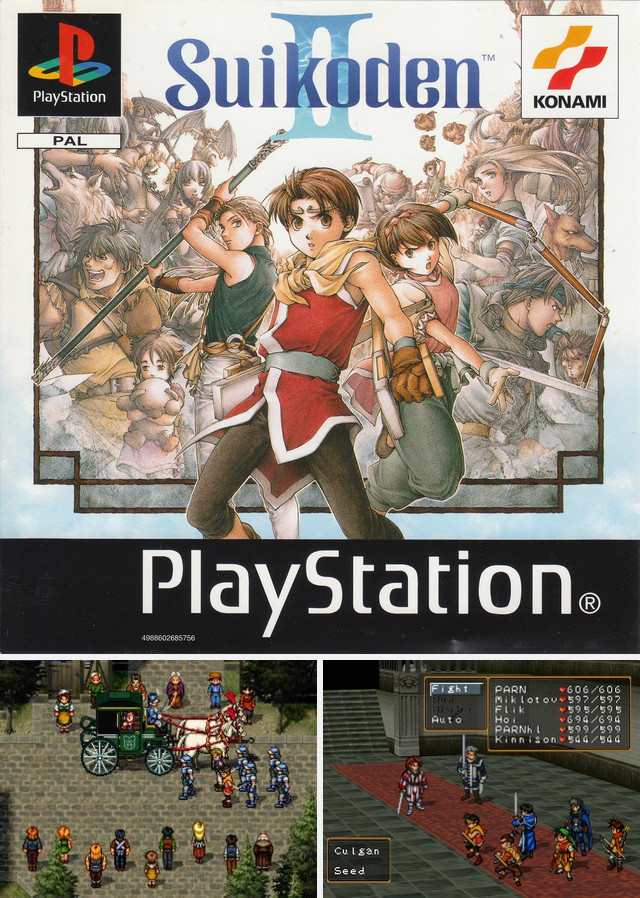 PlayStation
PAL
Suikoden II™
KONAMI
PlayStation®
4988602685756
Fight
Auto
PARN ♥606/606
Miklotov♥597/597
Flik ♥595/595
Hoi ♥694/694
PARNhl ♥599/599
Kinnison♥544/544
Culgan
Seed